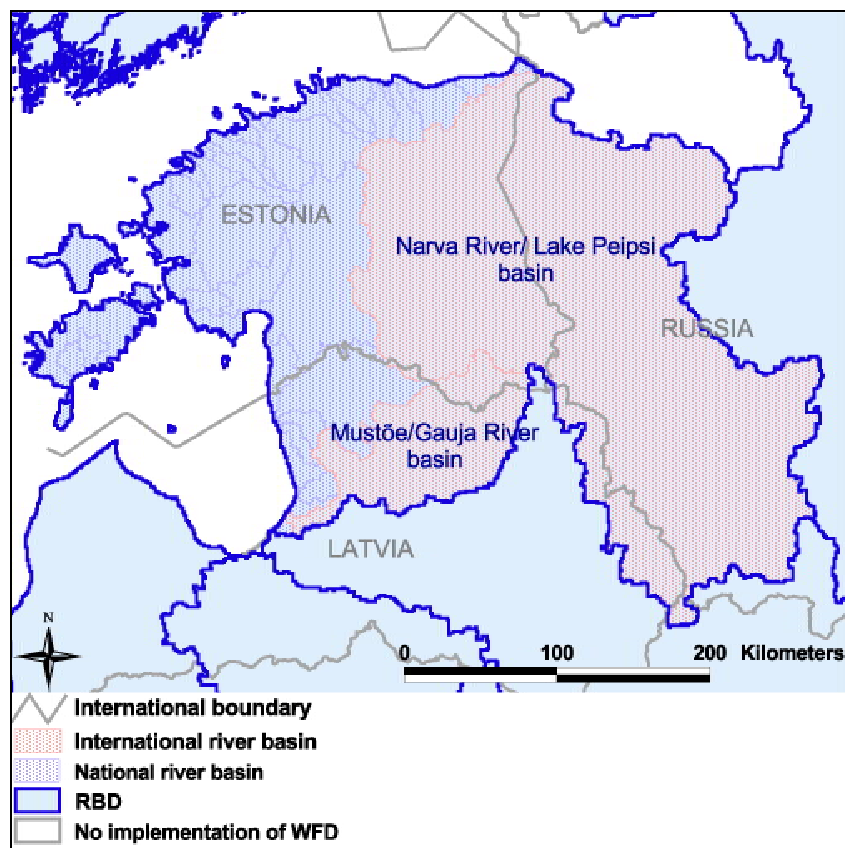 ESTONIA
Narva River/ Lake Peipsi
basin
RUSSIA
Mustõe/Gauja River
basin
LATVIA
N
0 100 200 Kilometers
International boundary
International river basin
National river basin
RBD
No implementation of WFD